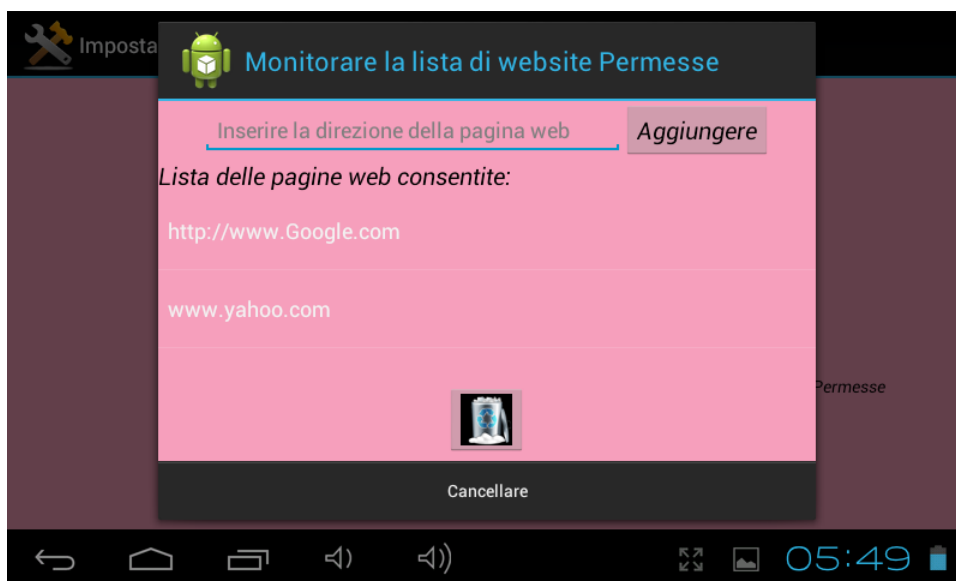 Imposta
Monitorare la lista di website Permesse
Inserire la direzione della pagina web
Aggiungere
Lista delle pagine web consentite:
http://www.Google.com
www.yahoo.com
Permesse
Cancellare
05:49